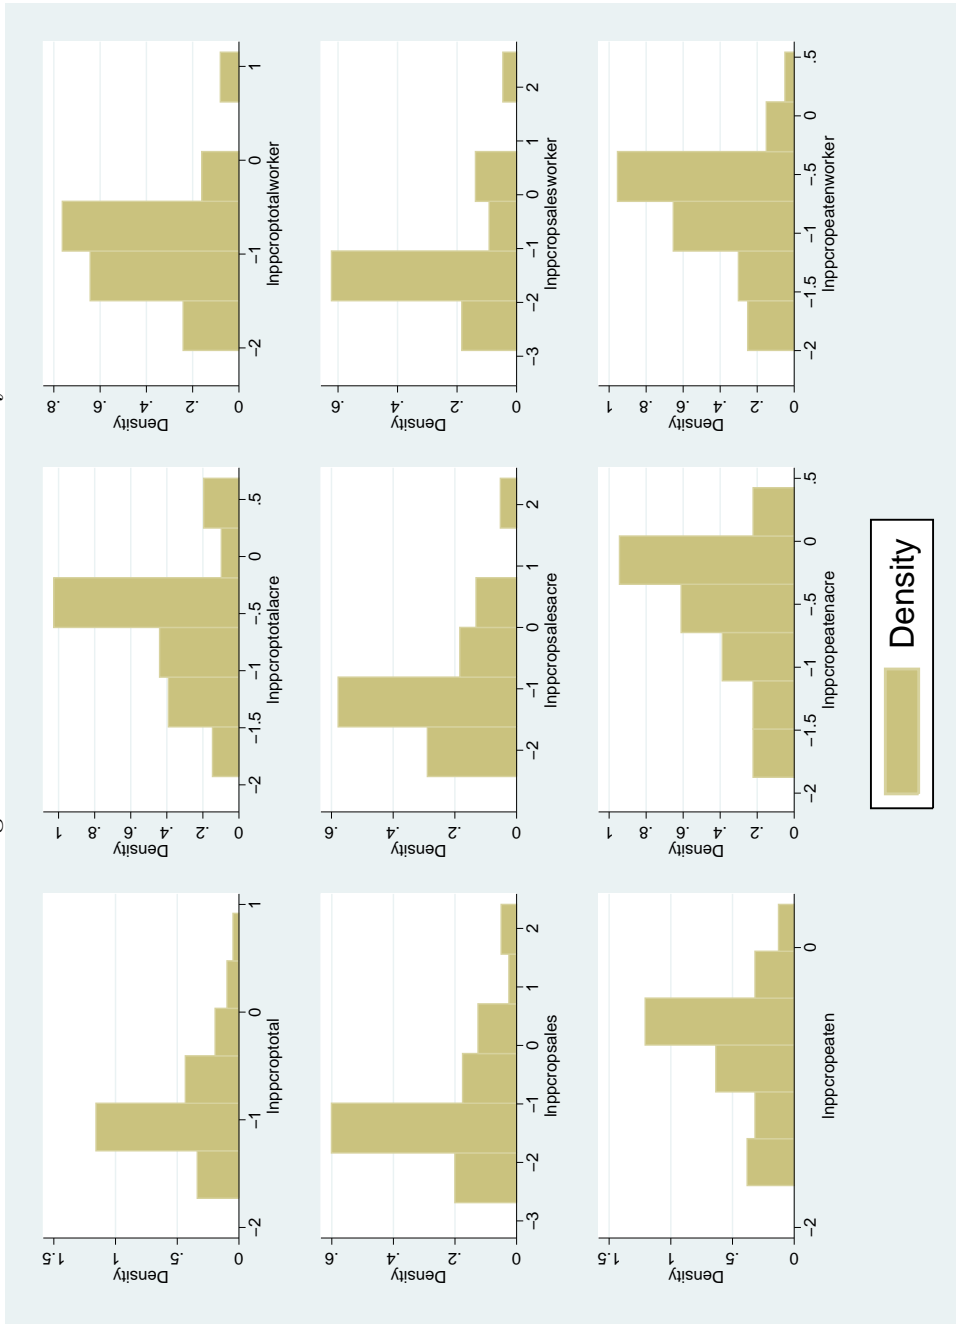 Density
0 .5 1 1.5
−2 −1 0 1
lnppcroptotal
Density
0 .2 .4 .6 .8 1
−2 −1.5 −1 −.5 0 .5
lnppcroptotalacre
Density
0 .2 .4 .6 .8
−2 −1 0 1
lnppcroptotalworker
Density
0 .2 .4 .6
−3 −2 −1 0 1 2
lnppcropsales
Density
0 .2 .4 .6
−2 −1 0 1 2
lnppcropsalesacre
Density
0 .2 .4 .6
−3 −2 −1 0 1 2
lnppcropsalesworker
Density
0 .5 1 1.5
−2 0
lnppcropeaten
Density
0 .2 .4 .6 .8 1
−2 −1.5 −1 −.5 0 .5
lnppcropeatenacre
Density
0 .2 .4 .6 .8 1
−2 −1.5 −1 −.5 0 .5
lnppcropeatenworker
Density